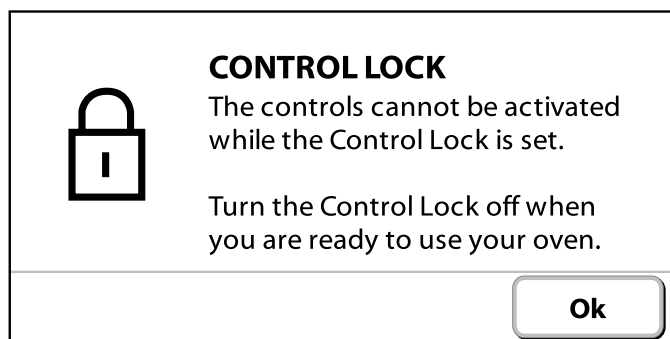 CONTROL LOCK
The controls cannot be activated
while the Control Lock is set.
Turn the Control Lock off when
you are ready to use your oven.
Ok